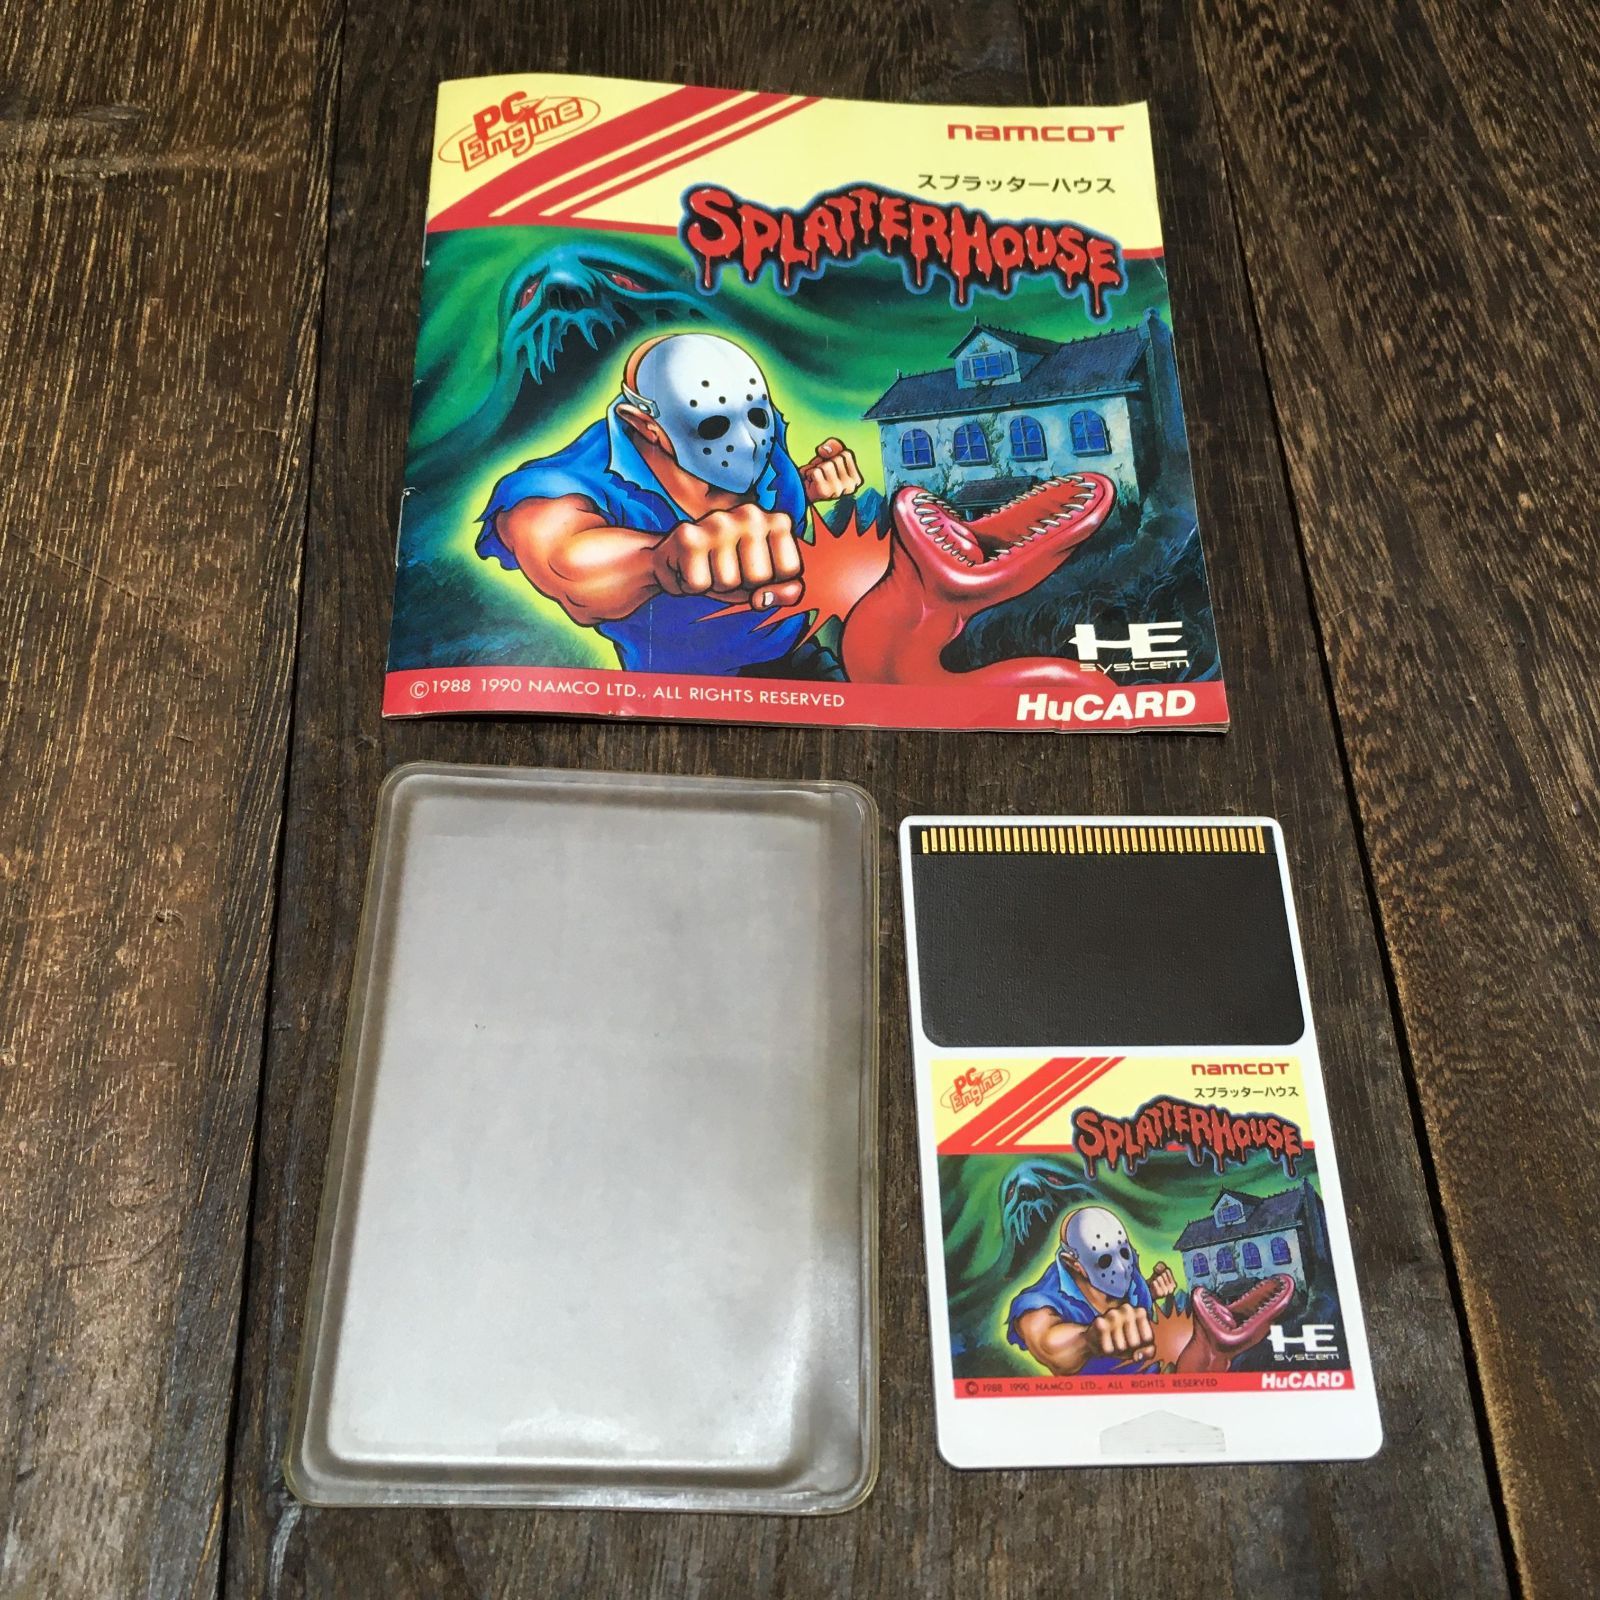 PC Engine
namcot
スプラッターハウス
SPLATTERHOUSE
HE system
©1988 1990 NAMCO LTD., ALL RIGHTS RESERVED
HuCARD
PC Engine
namcot
スプラッターハウス
SPLATTERHOUSE
HE system
© 1988 1990 NAMCO LTD., ALL RIGHTS RESERVED
HuCARD